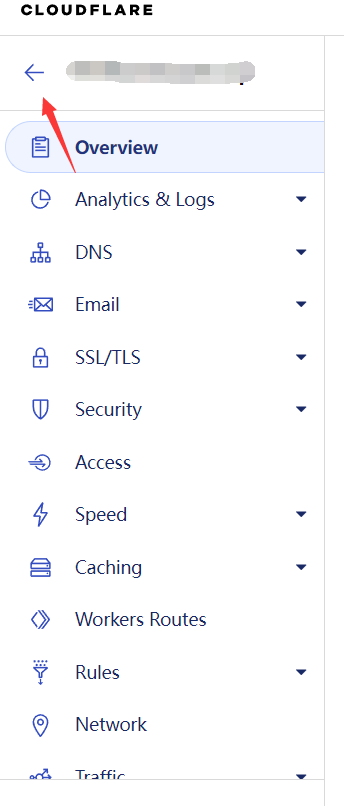 CLOUDFLARE
Overview
Analytics & Logs
DNS
Email
SSL/TLS
Security
Access
Speed
Caching
Workers Routes
Rules
Network
Traffic